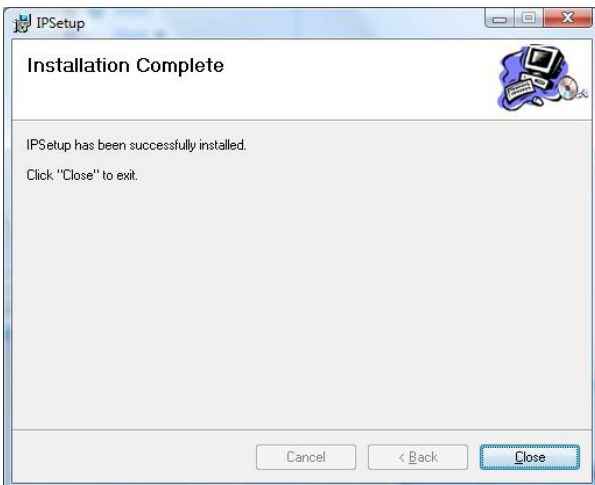 IPSetup
Installation Complete
IPSetup has been successfully installed.
Click "Close" to exit.
Cancel
< Back
Close